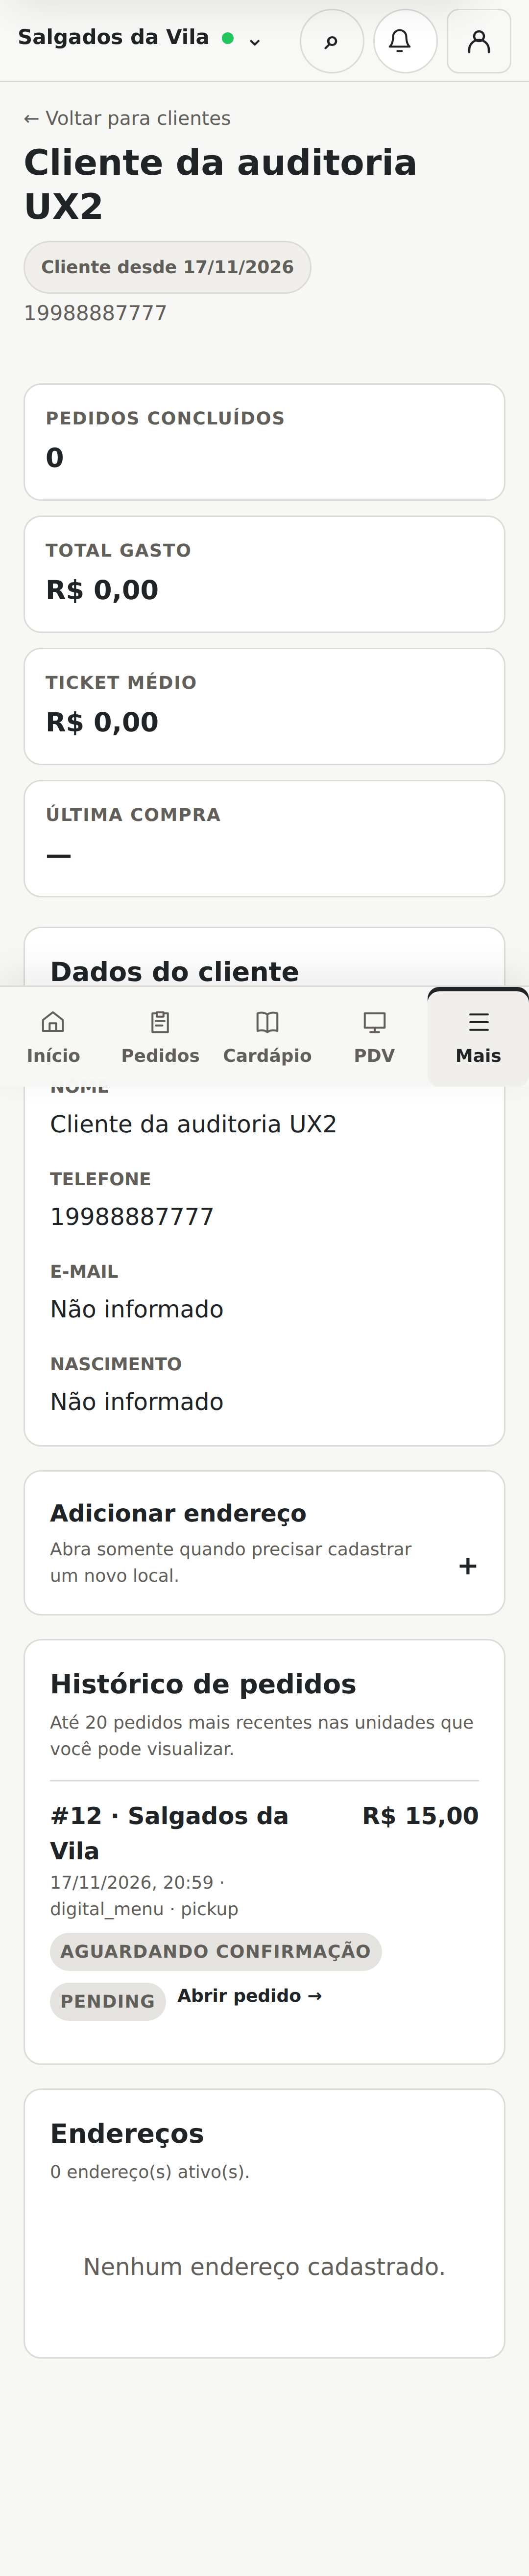 Salgados da Vila
← Voltar para clientes
Cliente da auditoria
UX2
Cliente desde 17/11/2026
19988887777
PEDIDOS CONCLUÍDOS
0
TOTAL GASTO
R$ 0,00
TICKET MÉDIO
R$ 0,00
ÚLTIMA COMPRA
—
Dados do cliente
Início
Pedidos
Cardápio
PDV
Mais
NOME
Cliente da auditoria UX2
TELEFONE
19988887777
E-MAIL
Não informado
NASCIMENTO
Não informado
Adicionar endereço
Abra somente quando precisar cadastrar
um novo local.
+
Histórico de pedidos
Até 20 pedidos mais recentes nas unidades que
você pode visualizar.
#12 · Salgados da
Vila
R$ 15,00
17/11/2026, 20:59 ·
digital_menu · pickup
AGUARDANDO CONFIRMAÇÃO
PENDING
Abrir pedido →
Endereços
0 endereço(s) ativo(s).
Nenhum endereço cadastrado.